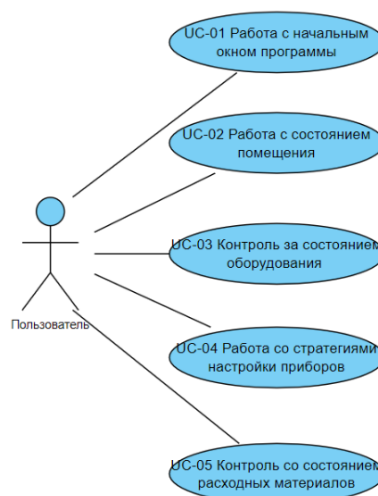 UC-01 Работа с начальным
окном программы
UC-02 Работа с состоянием
помещения
UC-03 Контроль за состоянием
оборудования
Пользователь
UC-04 Работа со стратегиями
настройки приборов
UC-05 Контроль со состоянием
расходных материалов